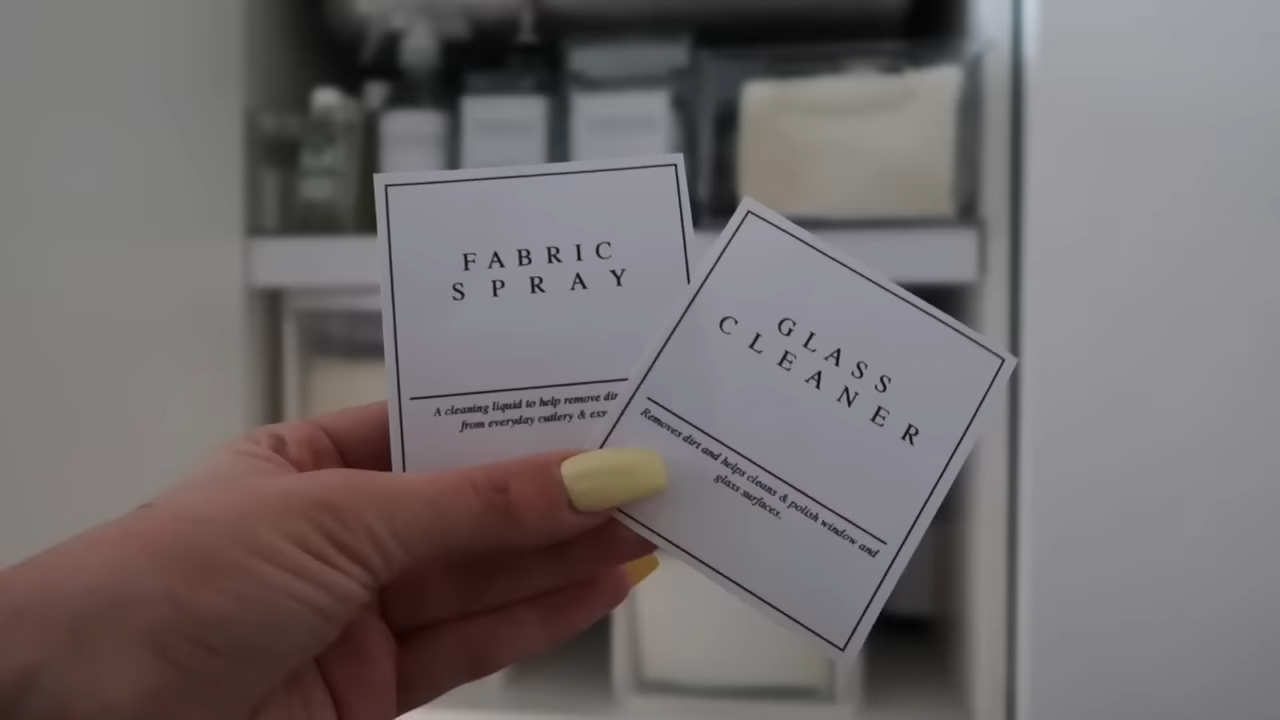 FABRIC
SPRAY
A cleaning liquid to help remove
from everyday cutlery &
GLASS
CLEANER
Removes dirt and helps cleans & polish window and
glass surfaces.